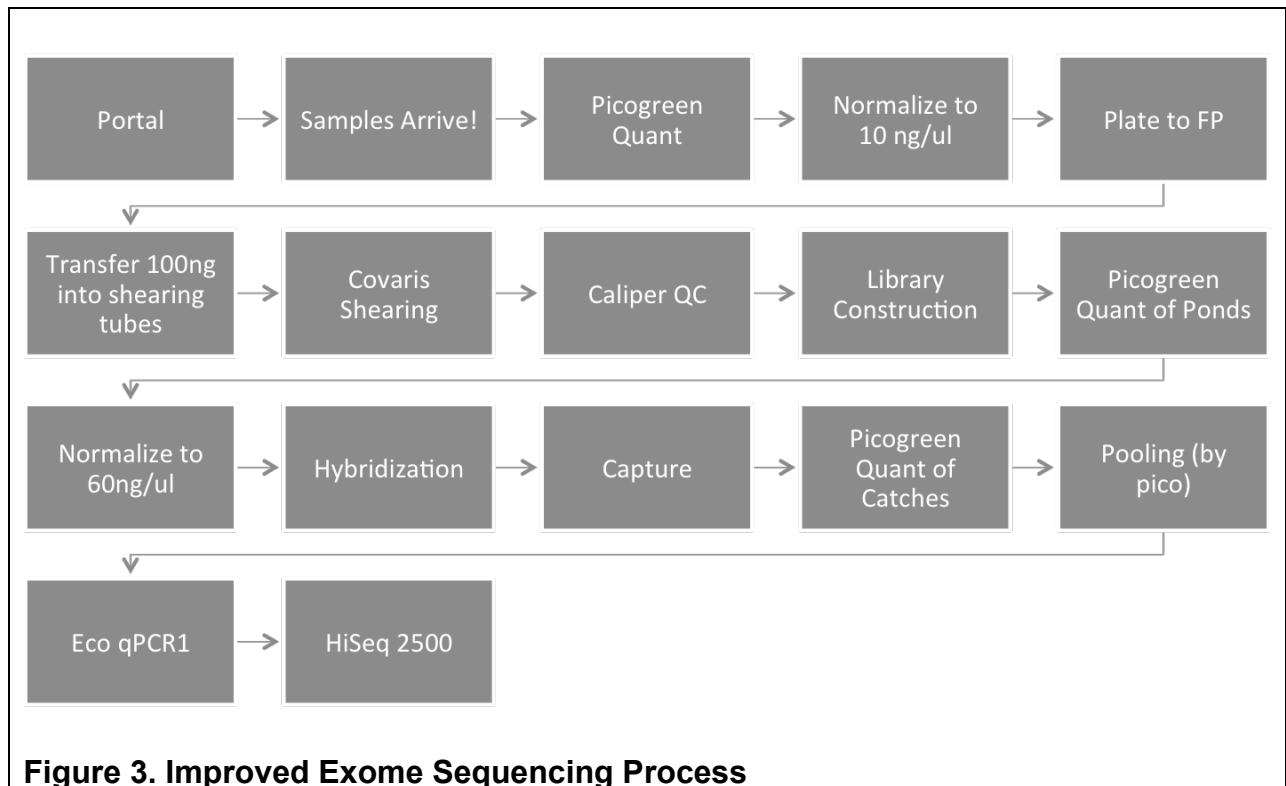 Portal
Samples Arrive!
Picogreen
Quant
Normalize to
10 ng/ul
Plate to FP
Transfer 100ng
into shearing
tubes
Covaris
Shearing
Caliper QC
Library
Construction
Picogreen
Quant of Ponds
Normalize to
60ng/ul
Hybridization
Capture
Picogreen
Quant of
Catches
Pooling (by
pico)
Eco qPCR1
HiSeq 2500
Figure 3. Improved Exome Sequencing Process